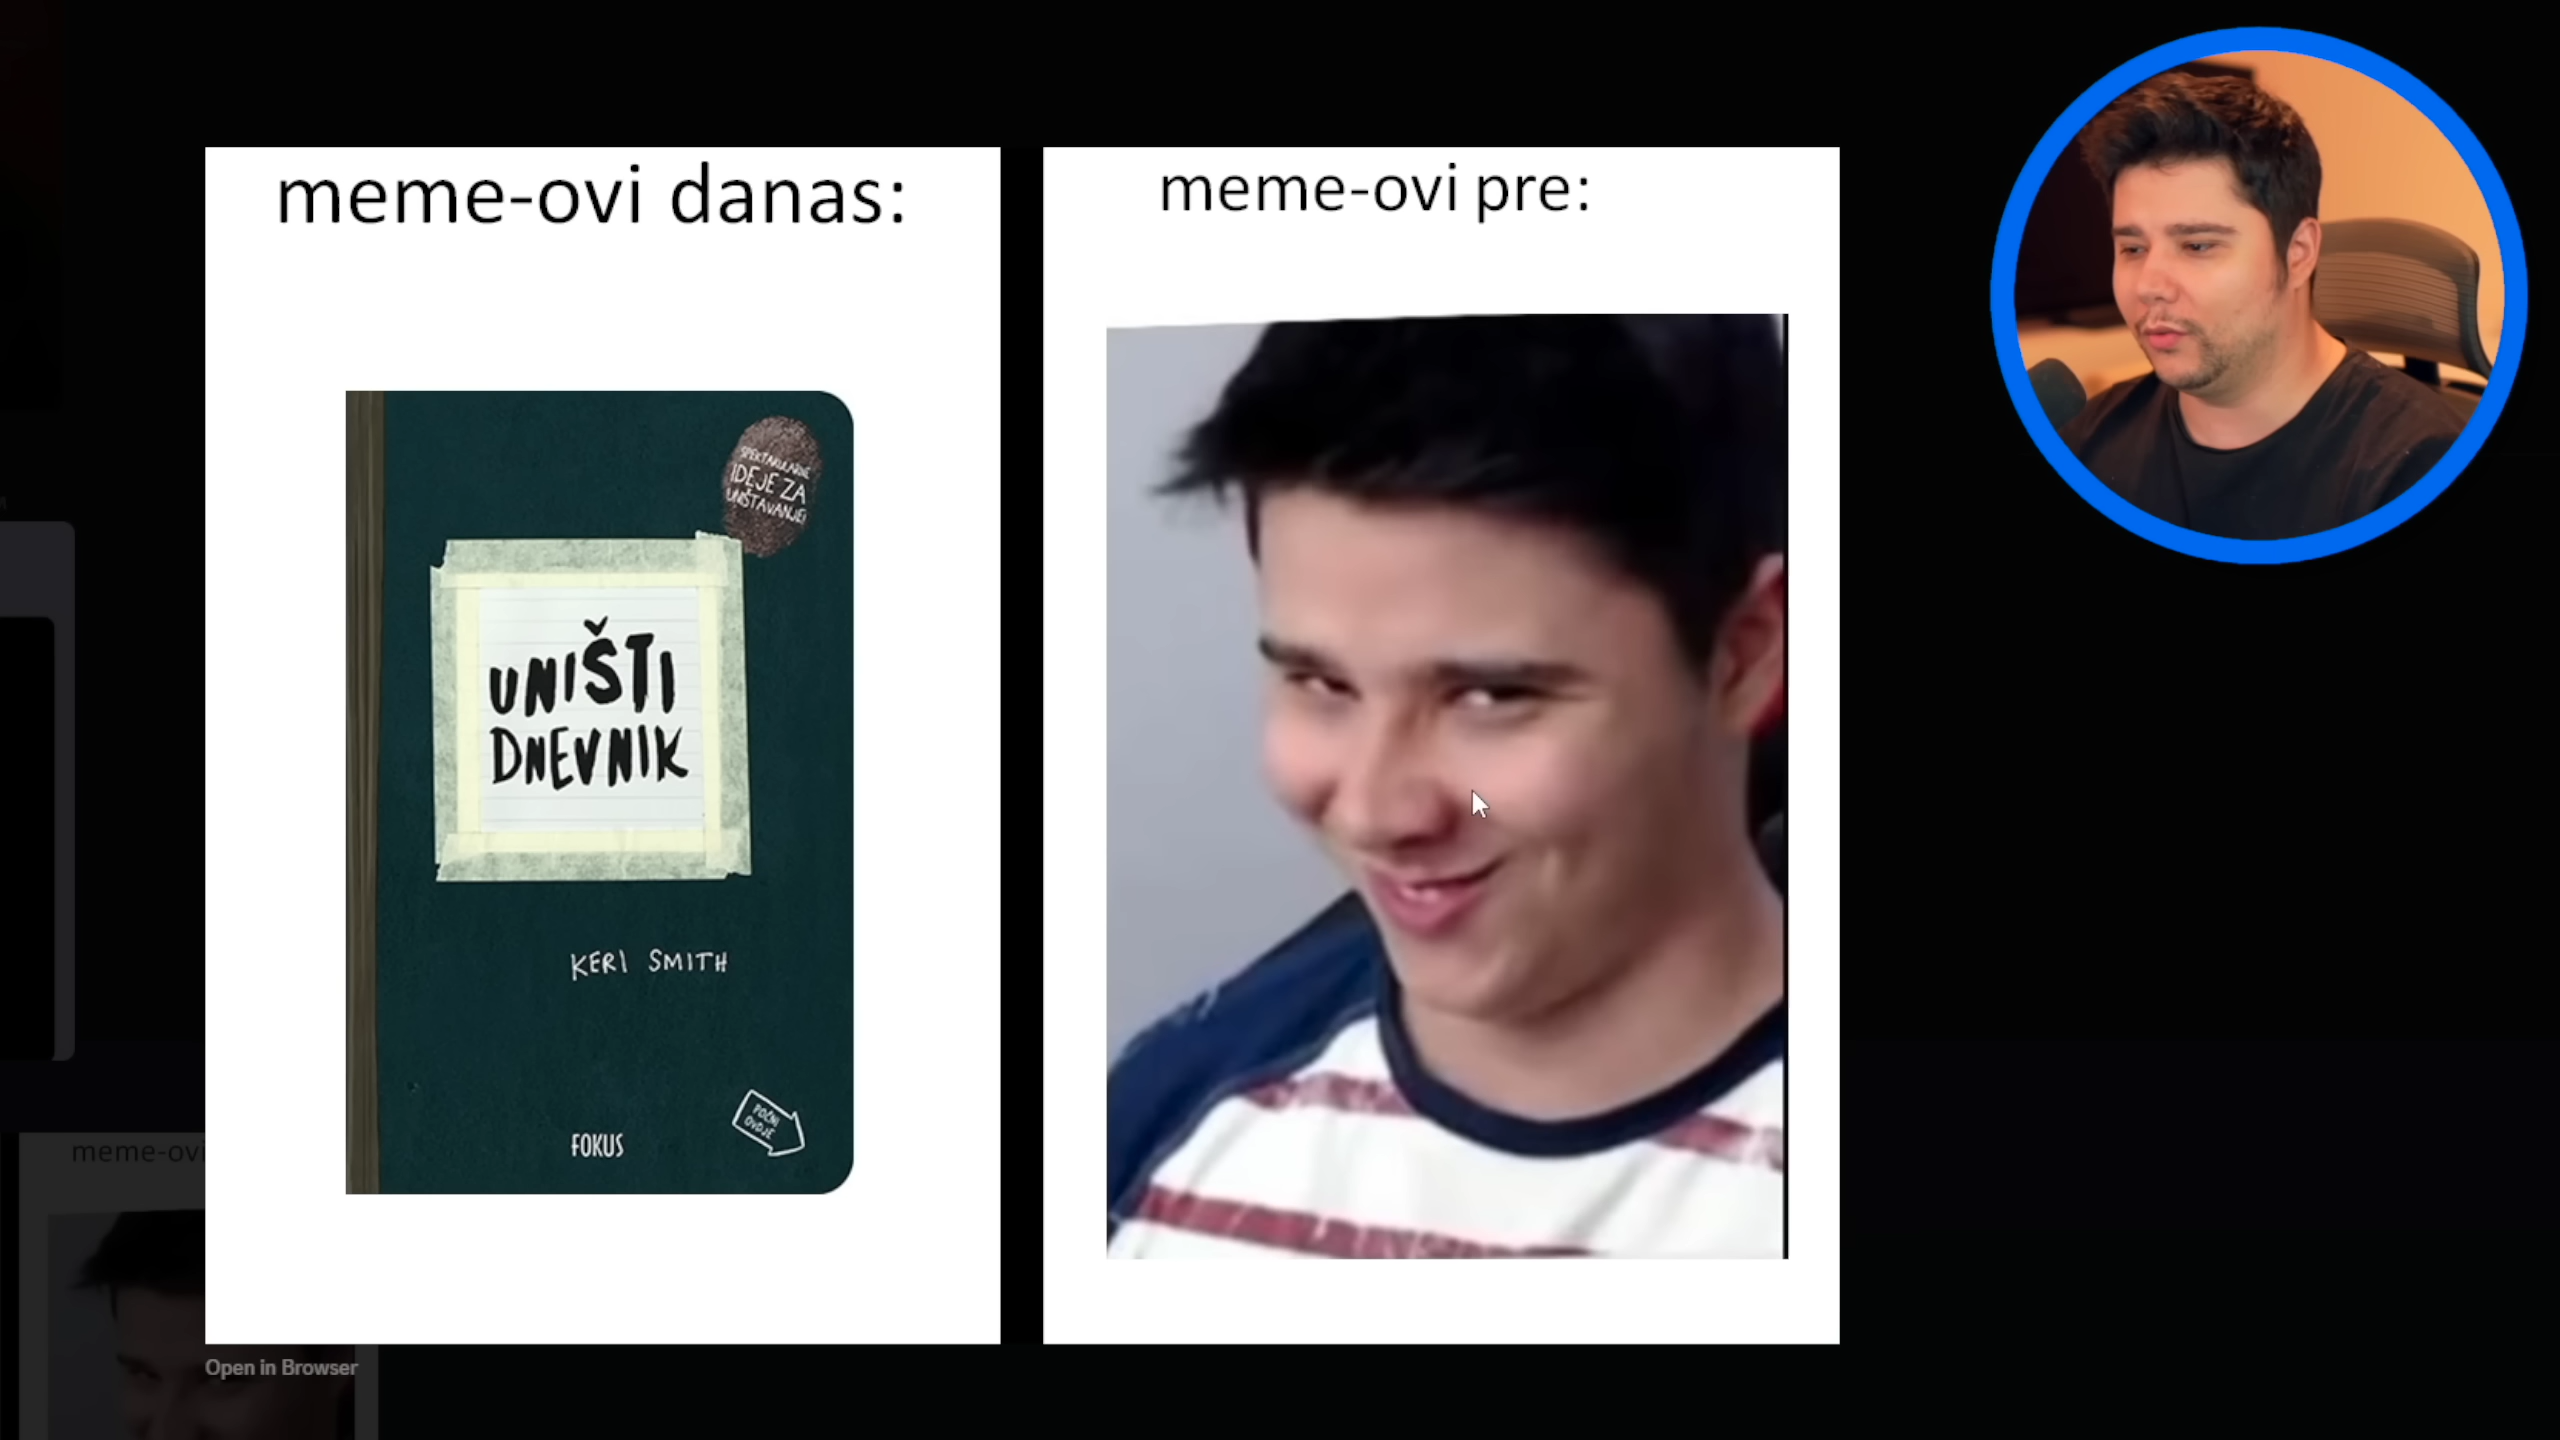 meme-ovi danas:
SPEKTAKULARNE
IDEJE ZA
UNIŠTAVANJE!
UNIŠTI
DNEVNIK
KERI SMITH
POČNI
OVDJE
FOKUS
meme-ovi pre:
meme-ovi
Open in Browser